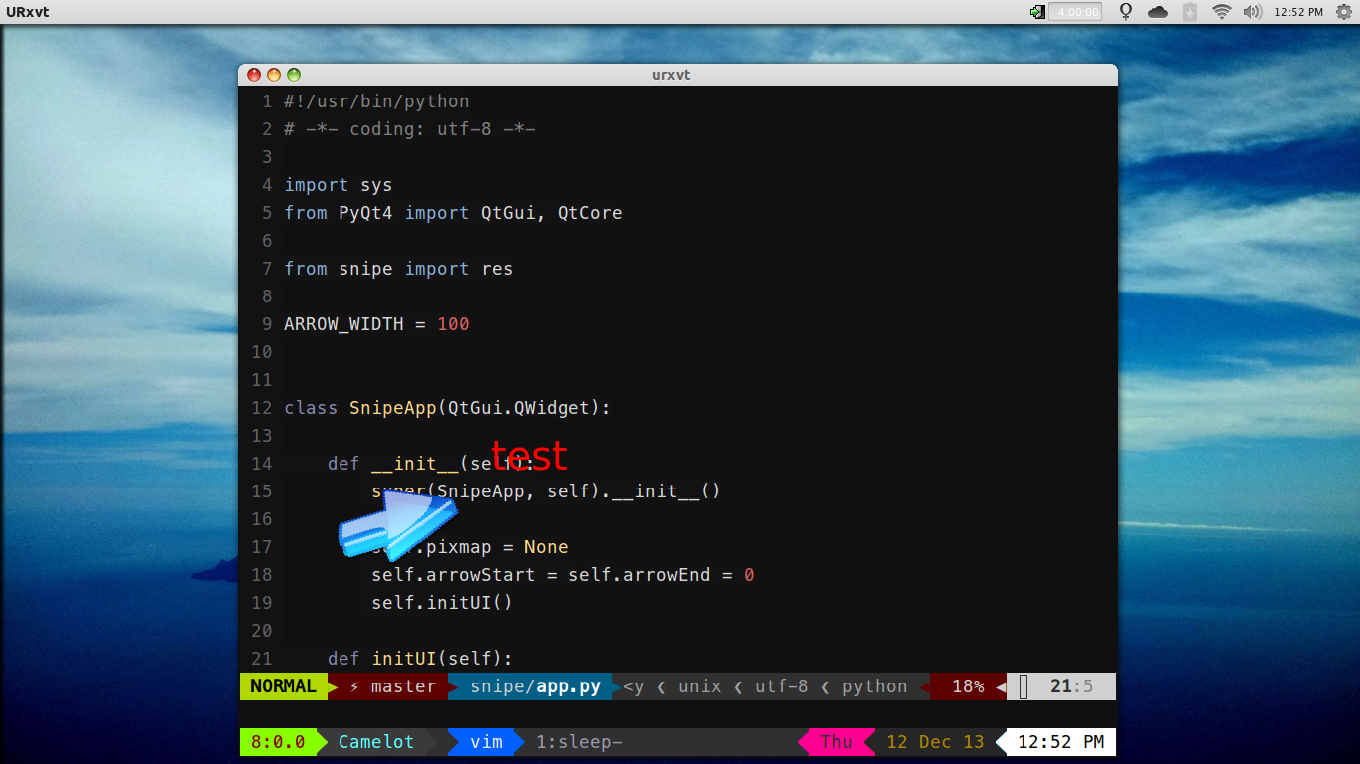 URxvt
4:00:00
12:52 PM
urxvt
1 #!/usr/bin/python
2 # -*- coding: utf-8 -*-
3
4 import sys
5 from PyQt4 import QtGui, QtCore
6
7 from snipe import res
8
9 ARROW_WIDTH = 100
10
11
12 class SnipeApp(QtGui.QWidget):
13
test
14 def __init__(self):
15 super(SnipeApp, self).__init__()
16
17 self.pixmap = None
18 self.arrowStart = self.arrowEnd = 0
19 self.initUI()
20
21 def initUI(self):
NORMAL ⚡ master snipe/app.py <y ❮ unix ❮ utf-8 ❮ python 18% 21:5
8:0.0 Camelot vim 1:sleep- Thu 12 Dec 13 12:52 PM